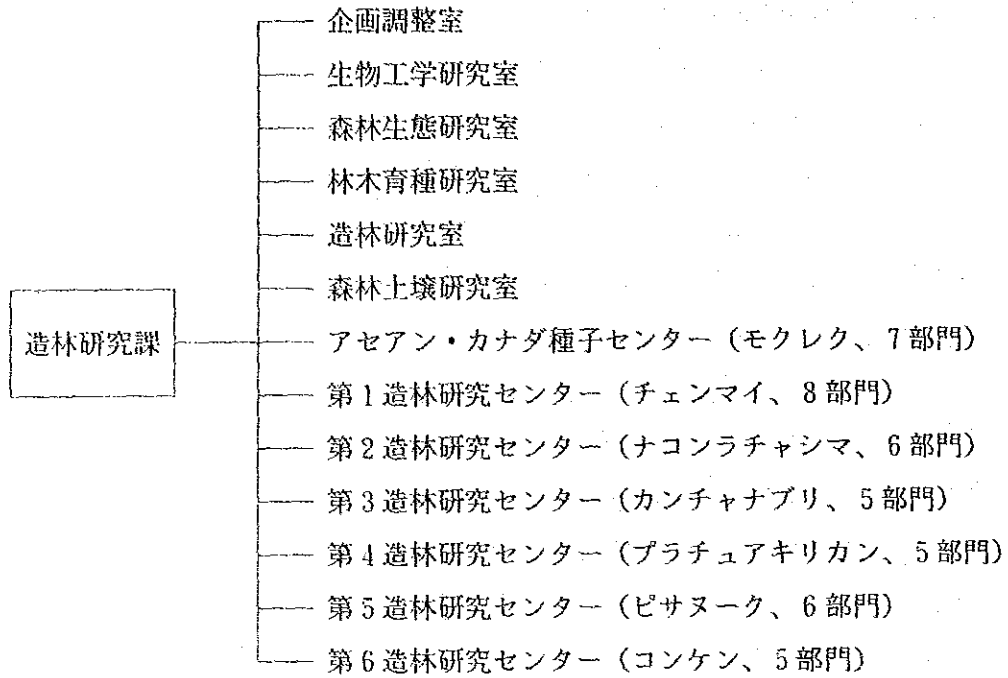 企画調整室
生物工学研究室
森林生態研究室
林木育種研究室
造林研究室
森林土壌研究室
造林研究課
アセアン・カナダ種子センター（モクレク、7部門）
第1造林研究センター（チェンマイ、8部門）
第2造林研究センター（ナコンラチャシマ、6部門）
第3造林研究センター（カンチャナブリ、5部門）
第4造林研究センター（プラチュアキリカン、5部門）
第5造林研究センター（ピサヌーク、6部門）
第6造林研究センター（コンケン、5部門）